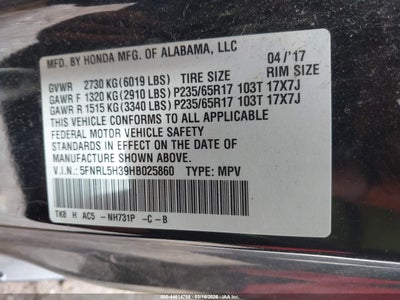 MFD. BY HONDA MFG. OF ALABAMA, LLC
04/'17
GVWR 2730 KG (6019 LBS) TIRE SIZE RIM SIZE
GAWR F 1320 KG (2910 LBS) P235/65R17 103T 17X7J
GAWR R 1515 KG (3340 LBS) P235/65R17 103T 17X7J
THIS VEHICLE CONFORMS TO ALL APPLICABLE
FEDERAL MOTOR VEHICLE SAFETY
STANDARDS IN EFFECT ON THE DATE OF
MANUFACTURE SHOWN ABOVE.
V.I.N.: 5FNRL5H39HB025860 TYPE: MPV
TK8 H AC5 - NH731P -C - B